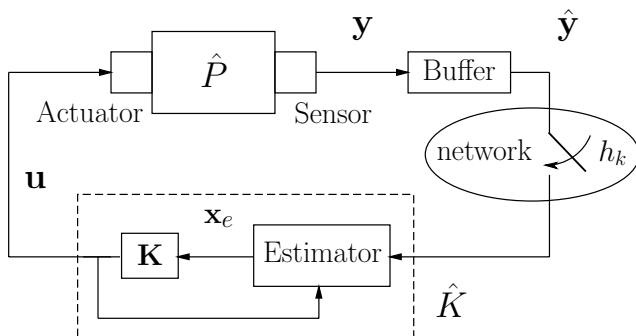 y
ŷ
P̂
Buffer
Actuator
Sensor
network
h_k
u
x_e
K
Estimator
K̂